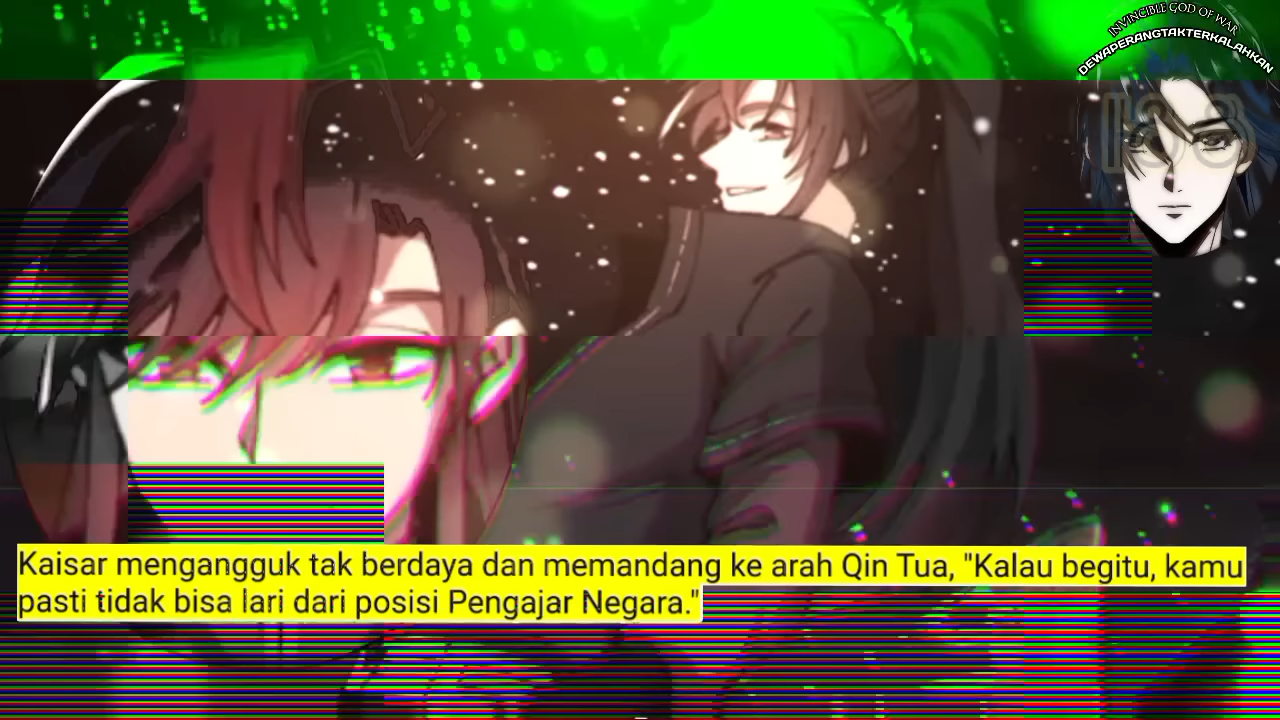 INVINCIBLE GOD OF WAR
DEWAPERANGTAKTERKALAHKAN
188
Kaisar mengangguk tak berdaya dan memandang ke arah Qin Tua, "Kalau begitu, kamu
pasti tidak bisa lari dari posisi Pengajar Negara."